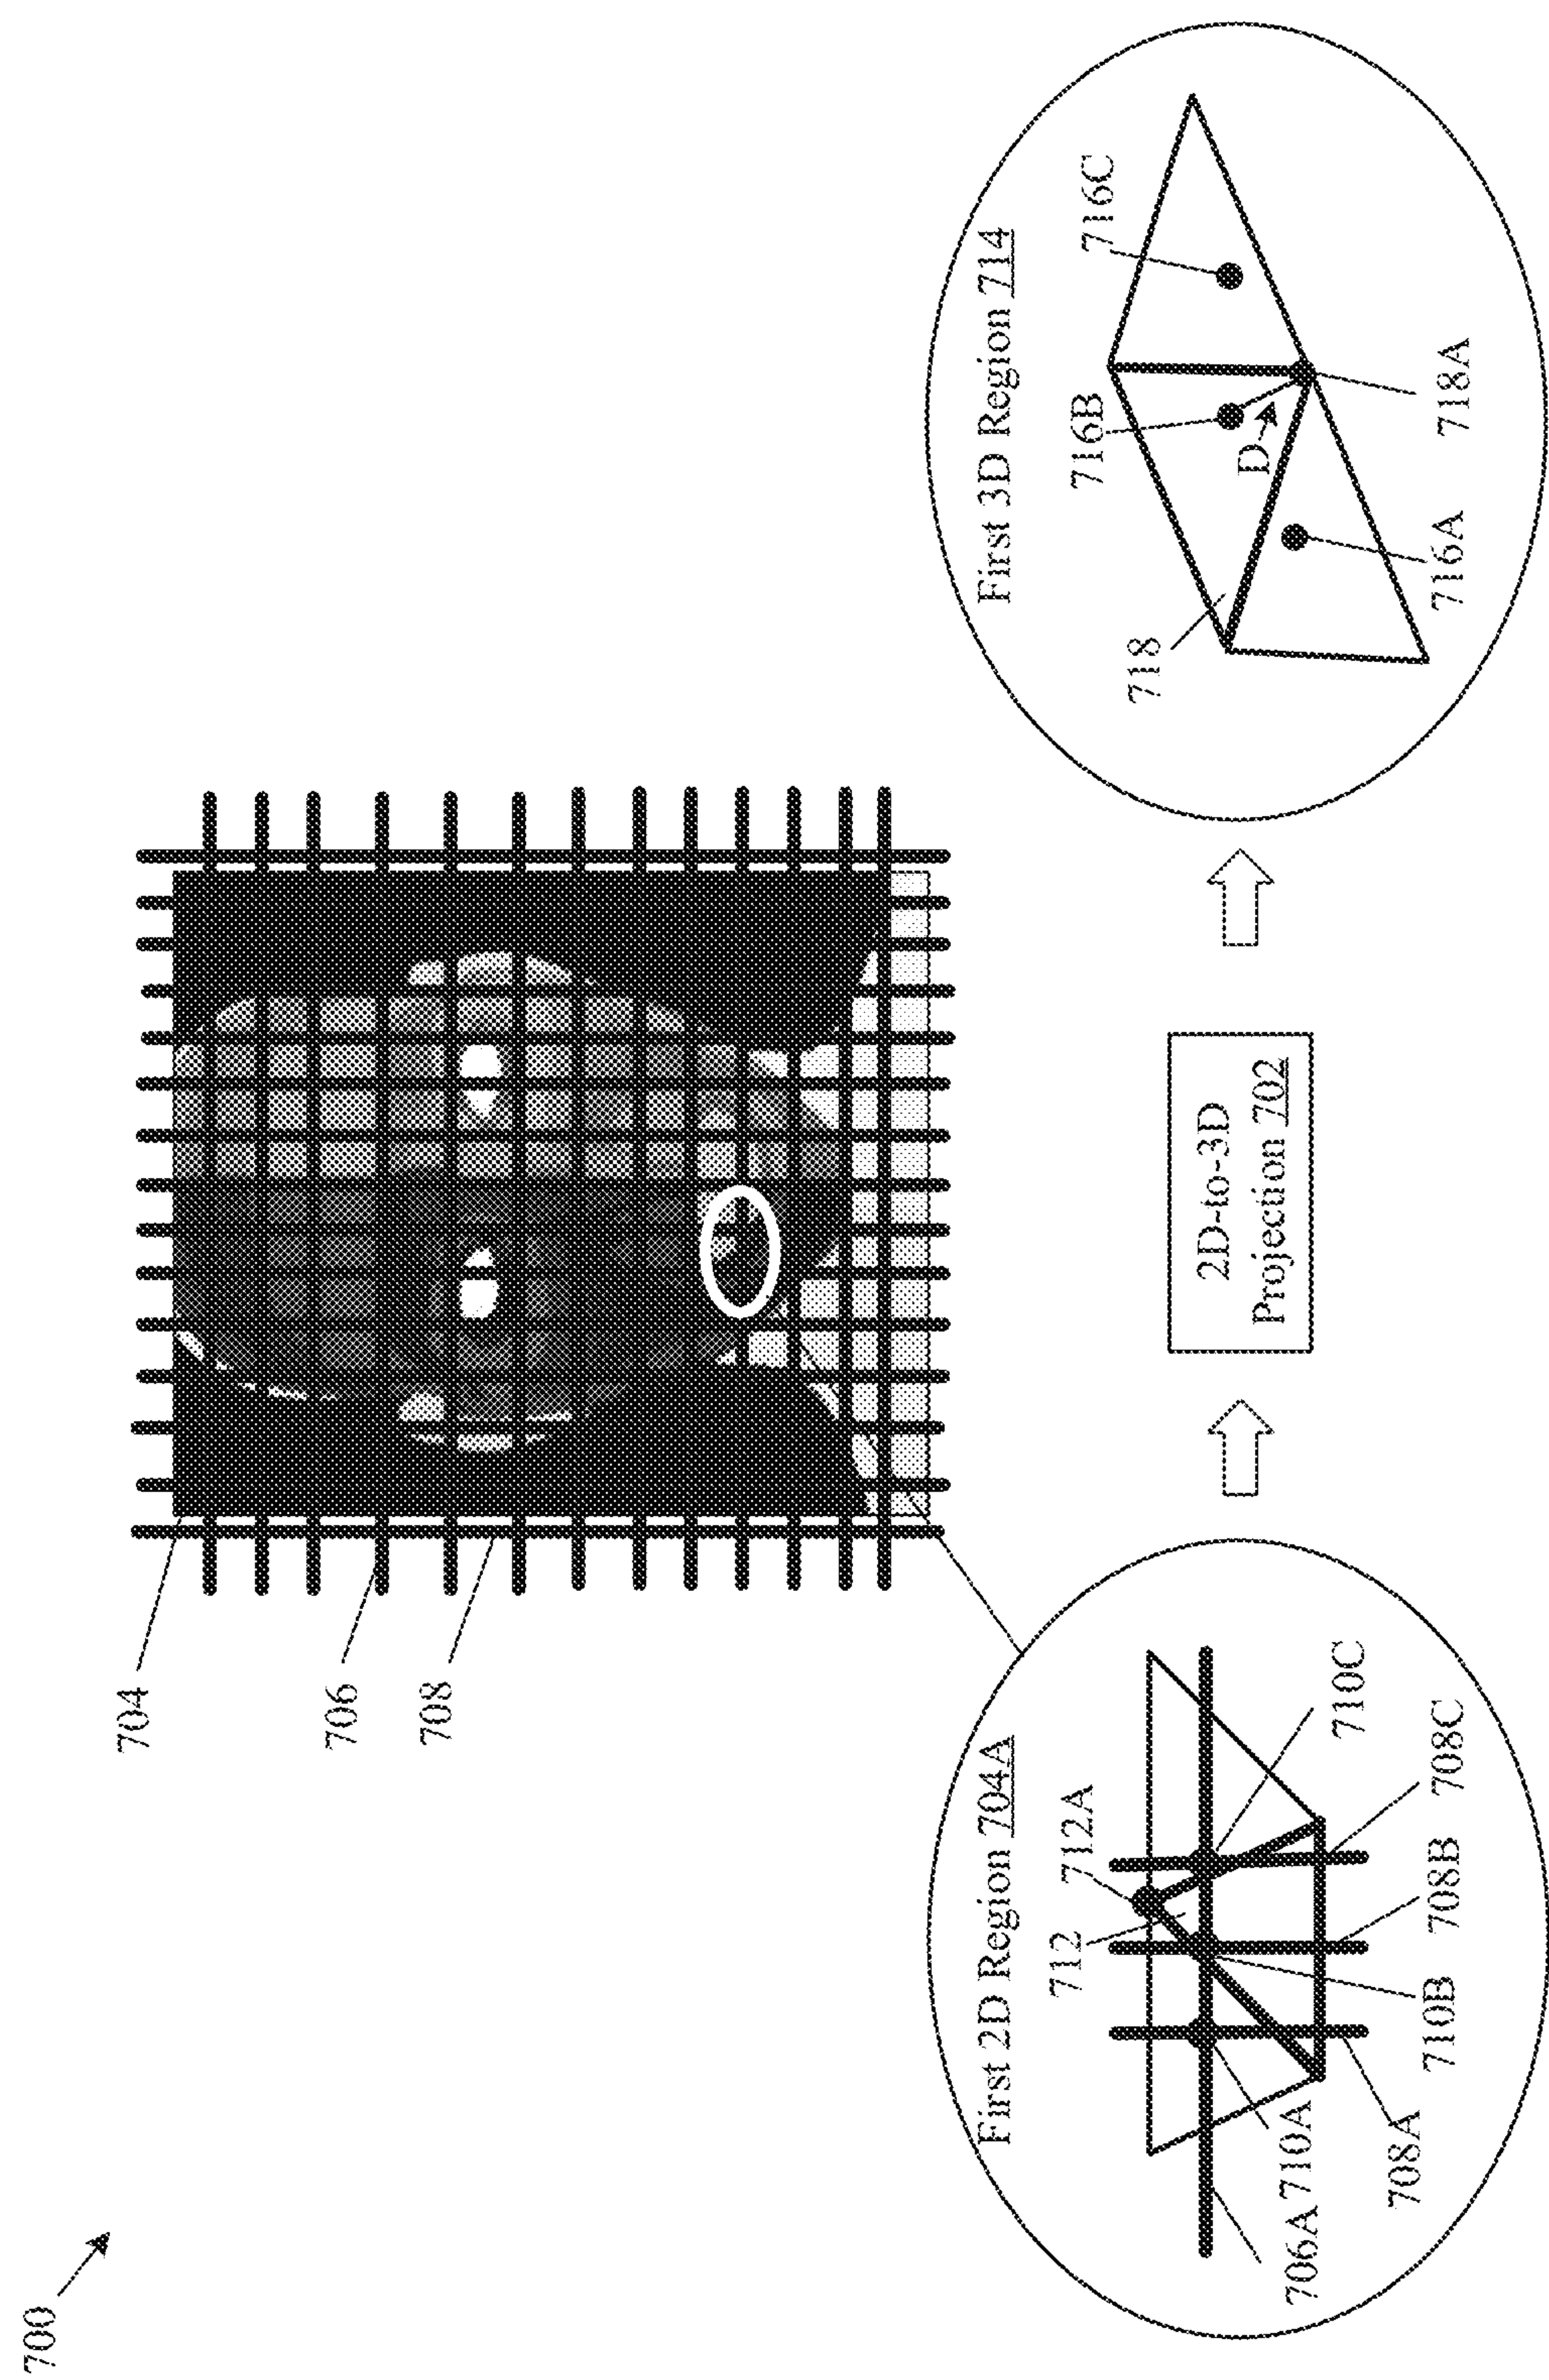 700
704
706
708
First 2D Region 704A
712A
712
706A
710A
708A
710B
708B
708C
710C
2D-to-3D
Projection 702
First 3D Region 714
718
716B
716C
D
716A
718A